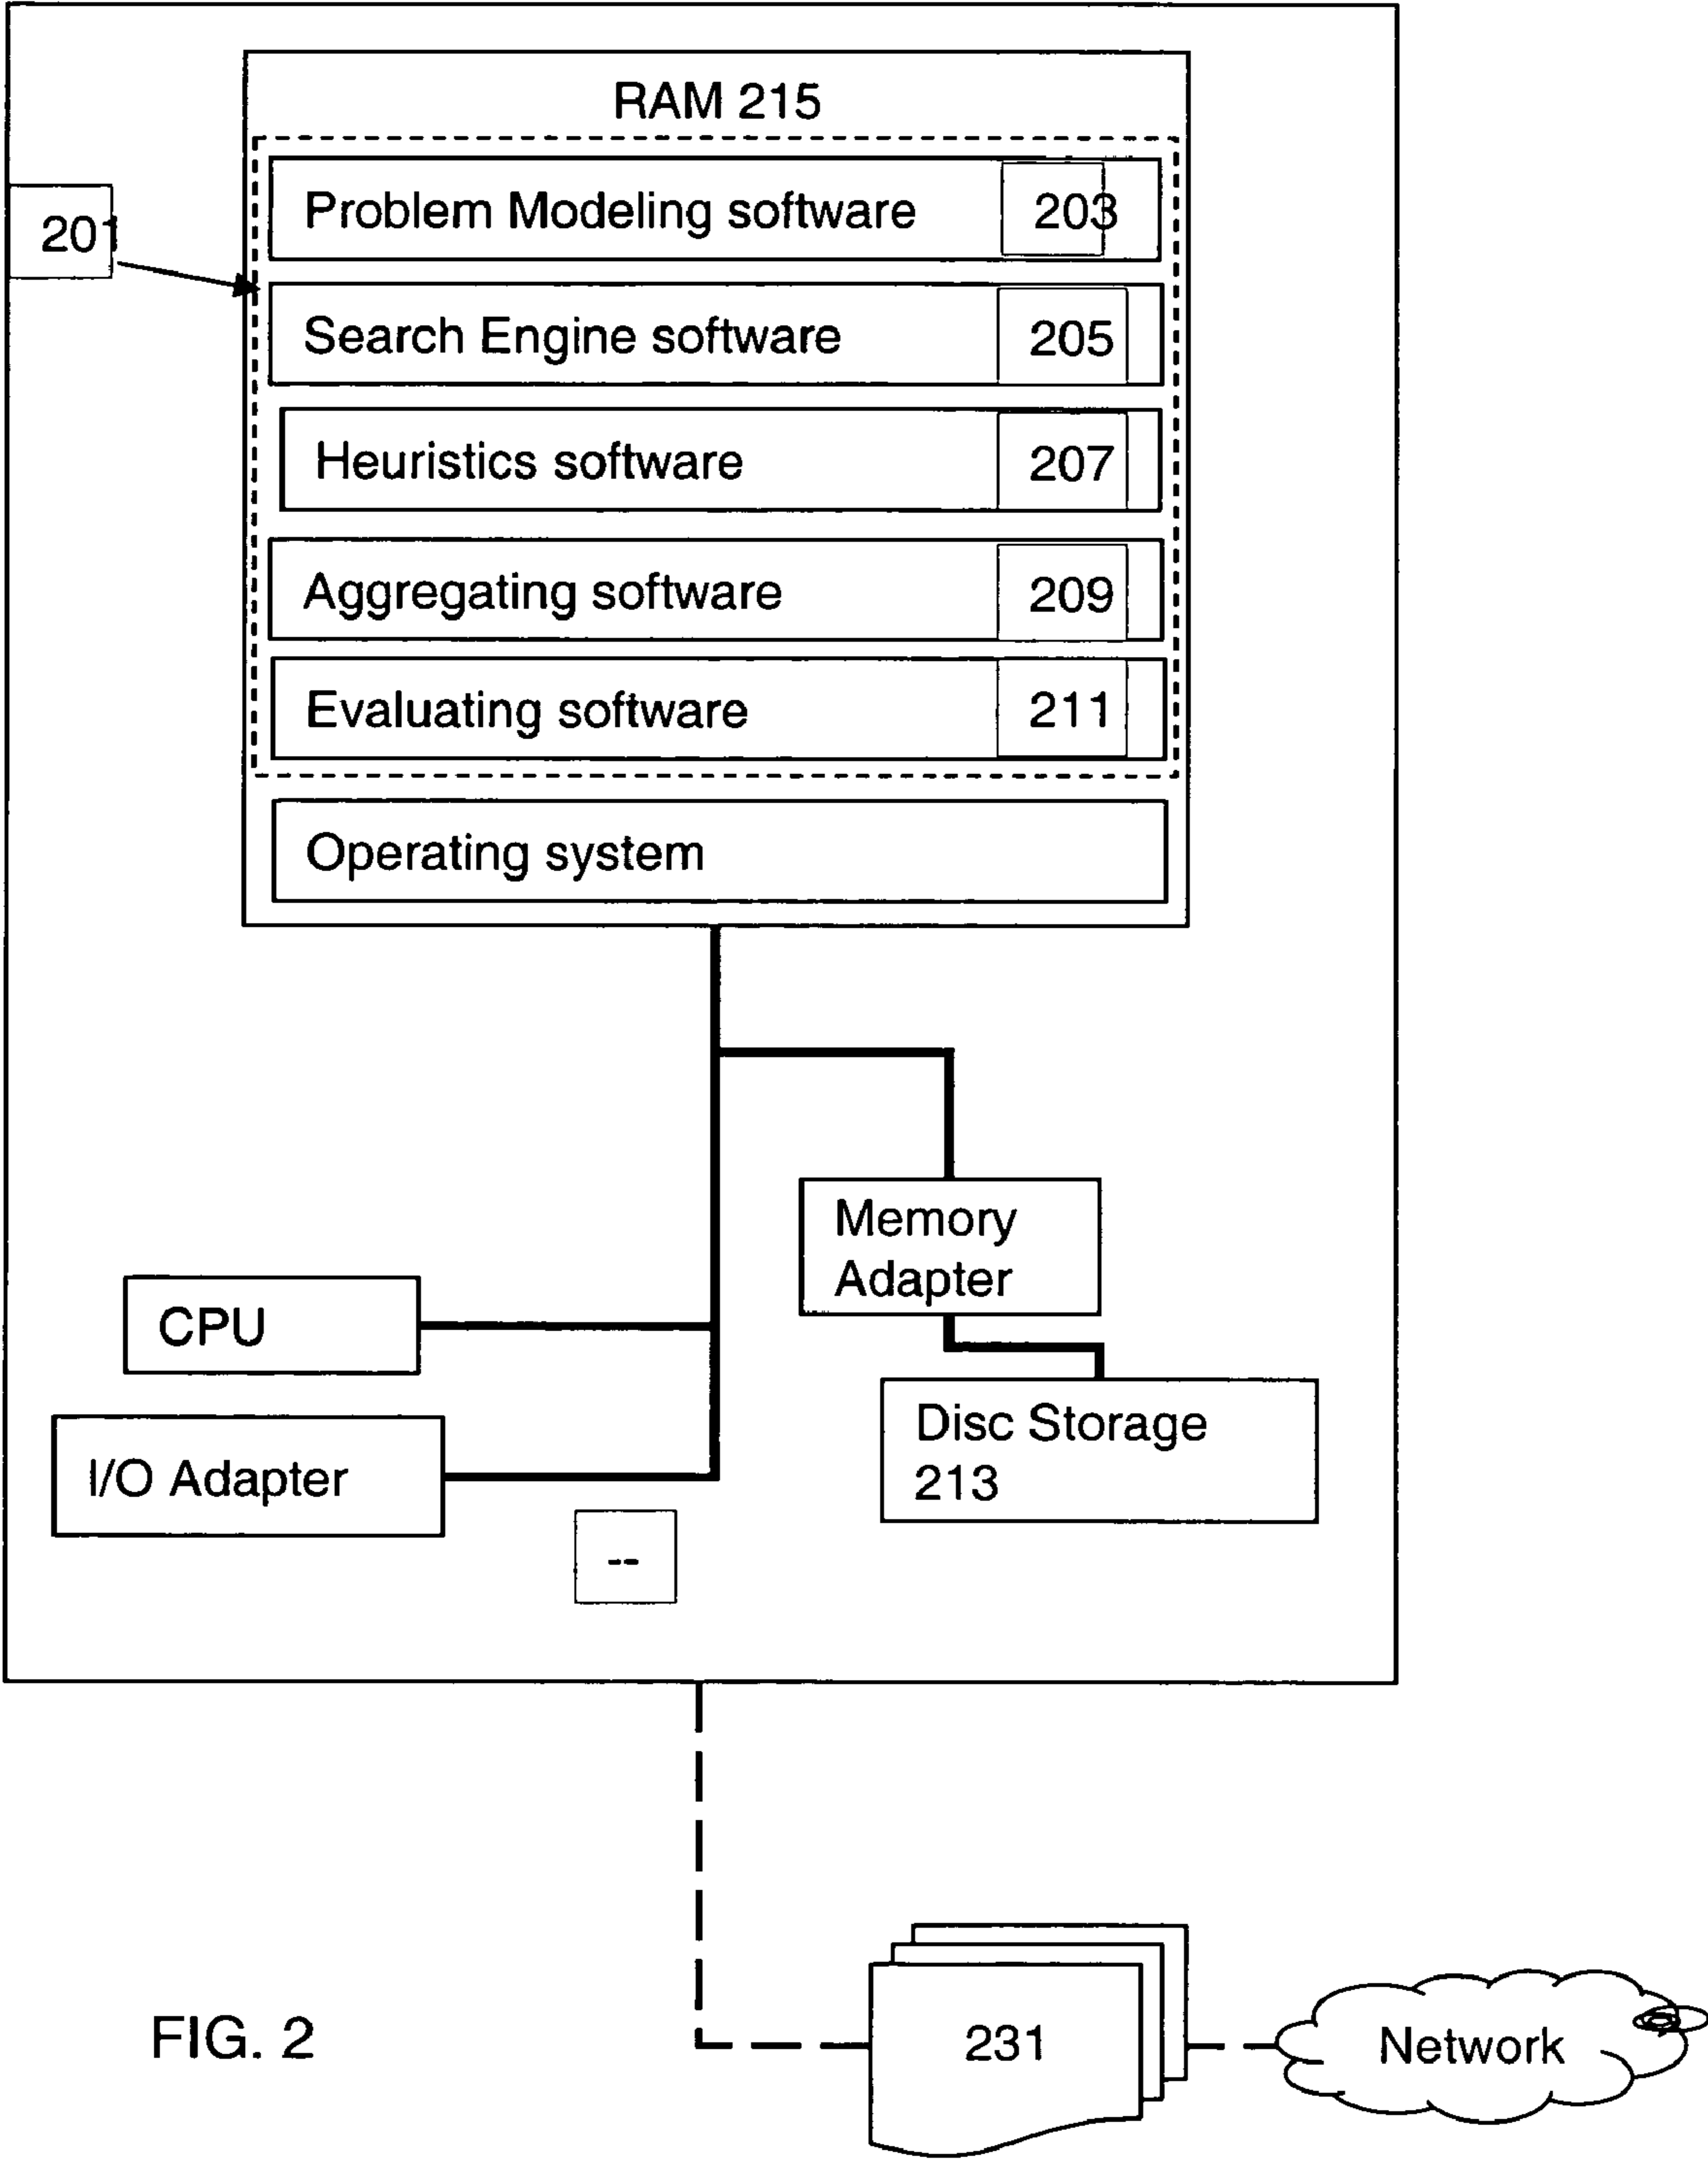 RAM 215
Problem Modeling software 203
201
Search Engine software 205
Heuristics software 207
Aggregating software 209
Evaluating software 211
Operating system
Memory
Adapter
CPU
Disc Storage
213
I/O Adapter
--
231
Network
FIG. 2